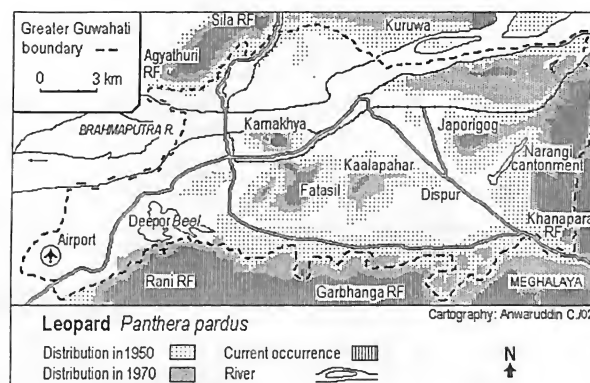 Greater Guwahati
boundary
0 3 km
Sila RF
Kuruwa
Agyathuri
RF
BRAHMAPUTRA R.
Kamakhya
Japorigog
Narangi
cantonment
Kaalapahar
Fatasil
Dispur
Deepor Beel
Khanapara
RF
Airport
Rani RF
Garbhanga RF
MEGHALAYA
Leopard Panthera pardus
Cartography: Anwaruddin C./02
Distribution in 1950
Current occurrence
N
Distribution in 1970
River